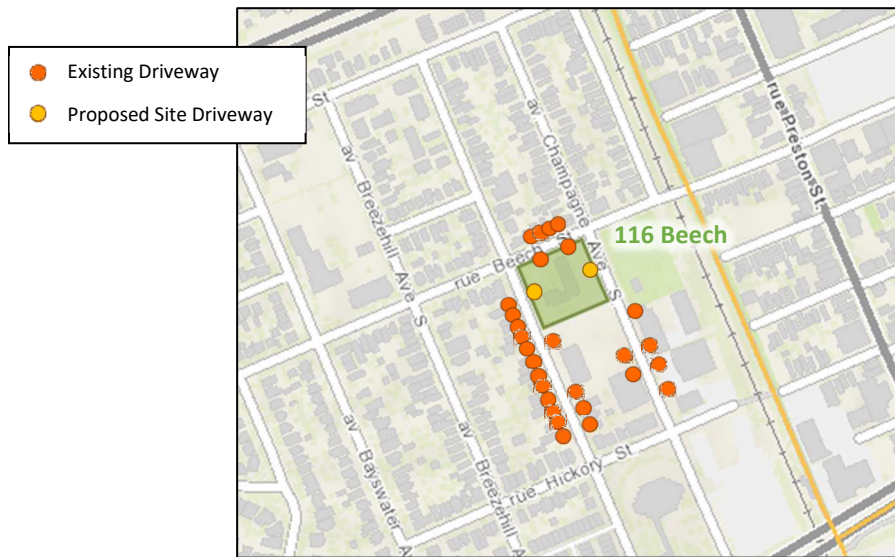 Existing Driveway
Proposed Site Driveway
St
av Champagne Ave S
rue Preston St.
116 Beech
av Breezehill Ave S
rue Beech
rue Hickory St
av Bayswater
av Breezehill Ave S